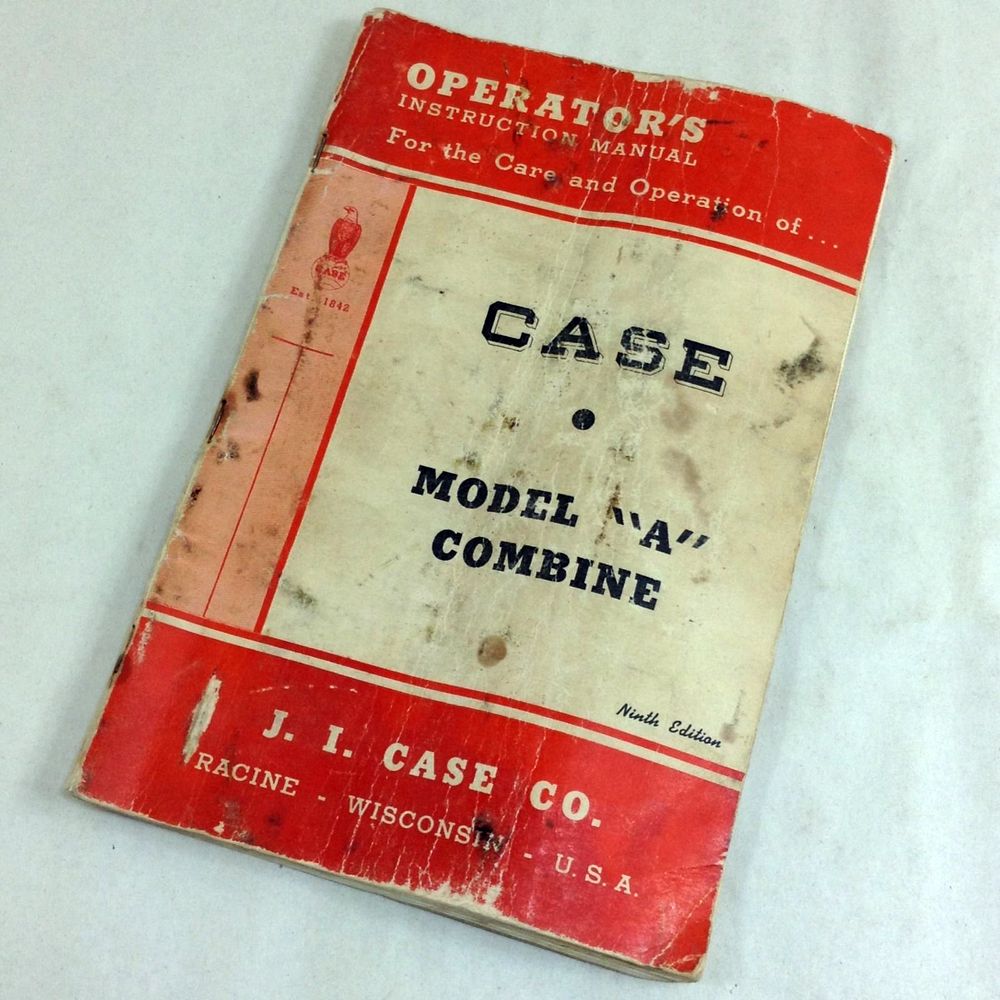 OPERATOR'S
INSTRUCTION MANUAL
For the Care and Operation of...
CASE
Est. 1842
CASE
MODEL "A"
COMBINE
Ninth Edition
J. I. CASE CO.
RACINE - WISCONSIN - U.S.A.